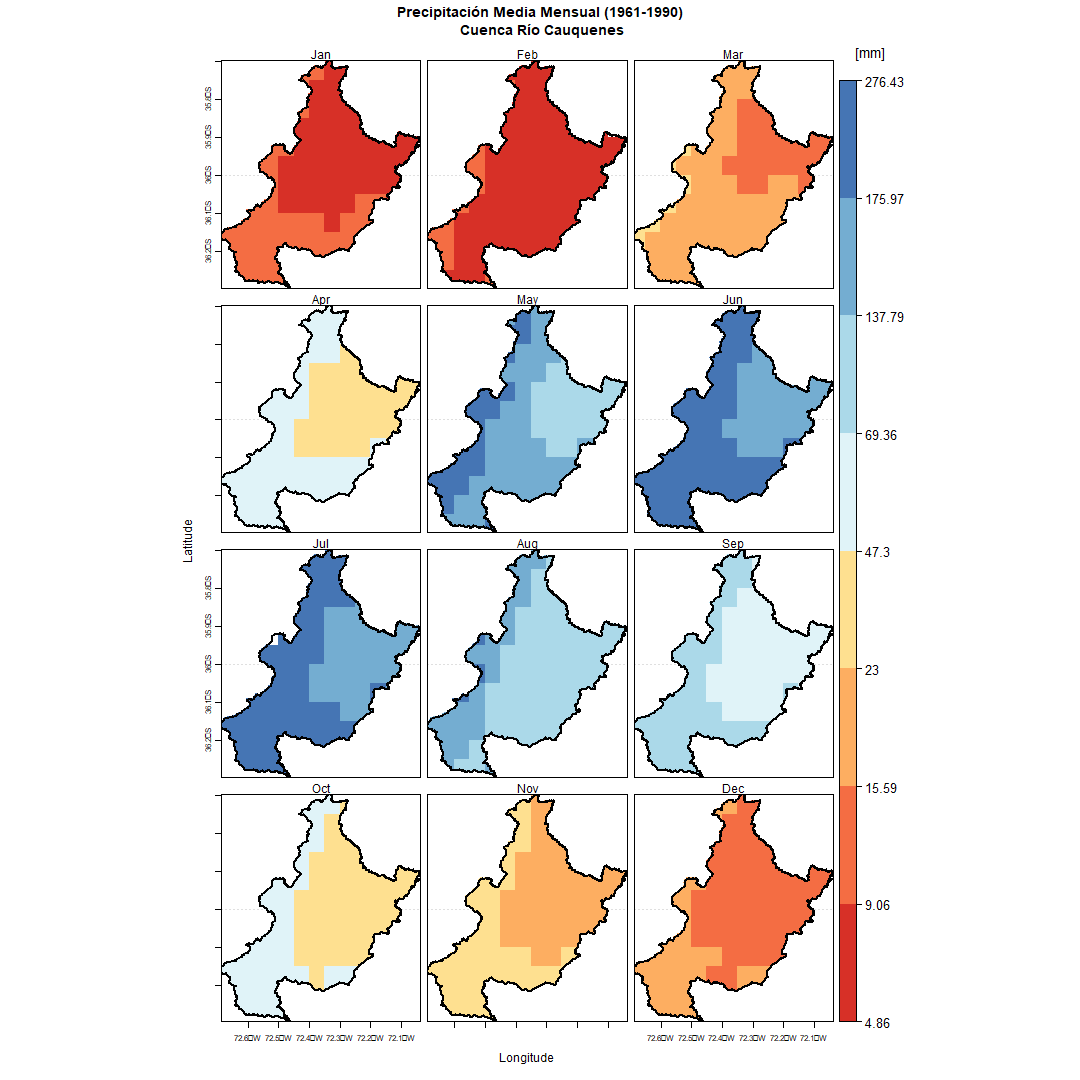 Precipitación Media Mensual (1961-1990)
Cuenca Río Cauquenes
[mm]
Jan
Feb
Mar
276.43
175.97
137.79
69.36
47.3
23
15.59
9.06
4.86
35.8□S
35.9□S
36□S
36.1□S
36.2□S
Apr
May
Jun
Latitude
Jul
Aug
Sep
35.8□S
35.9□S
36□S
36.1□S
36.2□S
Oct
Nov
Dec
72.6□W 72.5□W 72.4□W 72.3□W 72.2□W 72.1□W
72.6□W 72.5□W 72.4□W 72.3□W 72.2□W 72.1□W
Longitude